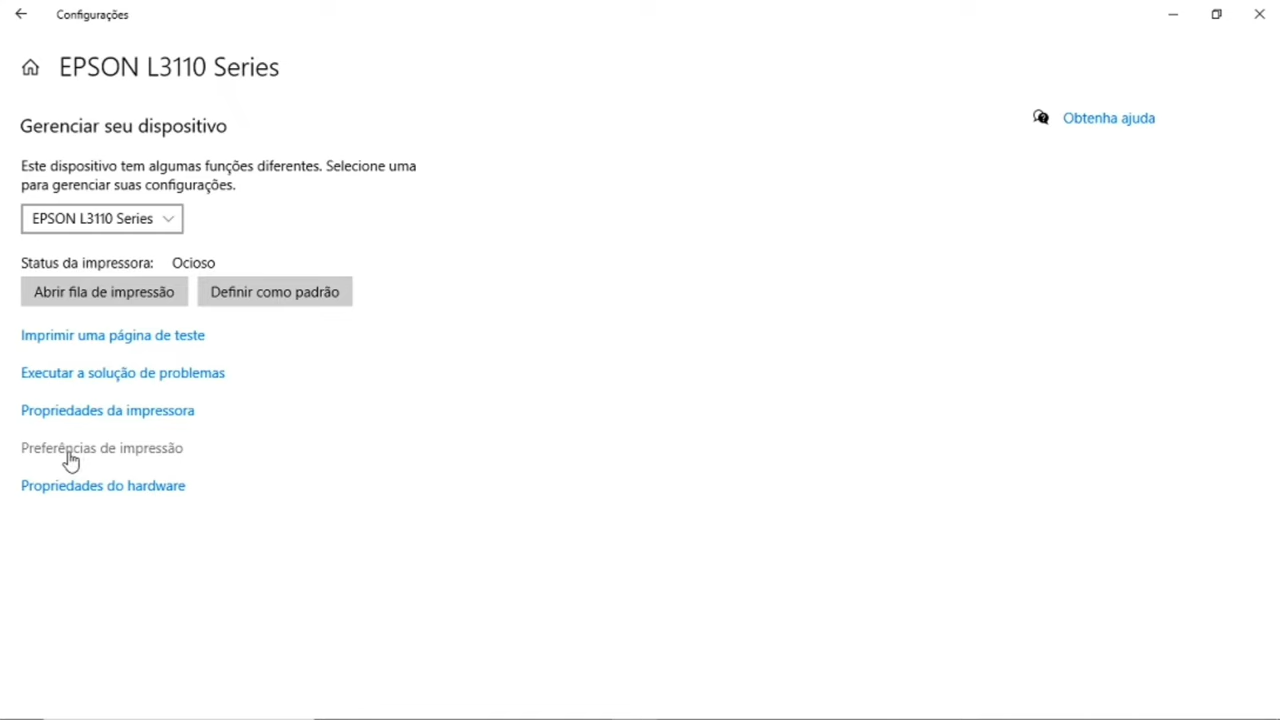 Configurações
EPSON L3110 Series
Gerenciar seu dispositivo
Obtenha ajuda
Este dispositivo tem algumas funções diferentes. Selecione uma
para gerenciar suas configurações.
EPSON L3110 Series
Status da impressora: Ocioso
Abrir fila de impressão
Definir como padrão
Imprimir uma página de teste
Executar a solução de problemas
Propriedades da impressora
Preferências de impressão
Propriedades do hardware